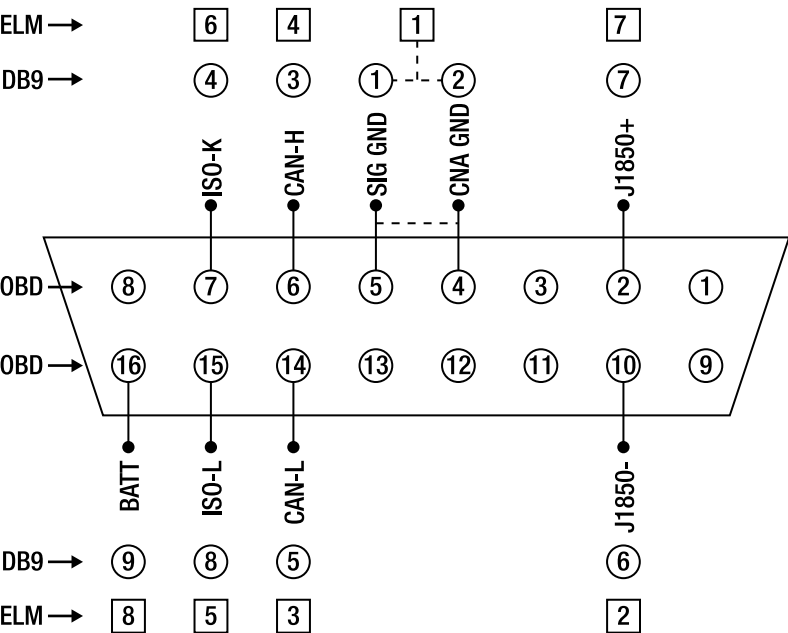 ELM 6 4 1 7
DB9 4 3 1 2 7
ISO-K CAN-H SIG GND CNA GND J1850+
OBD 8 7 6 5 4 3 2 1
OBD 16 15 14 13 12 11 10 9
BATT ISO-L CAN-L J1850-
DB9 9 8 5 6
ELM 8 5 3 2